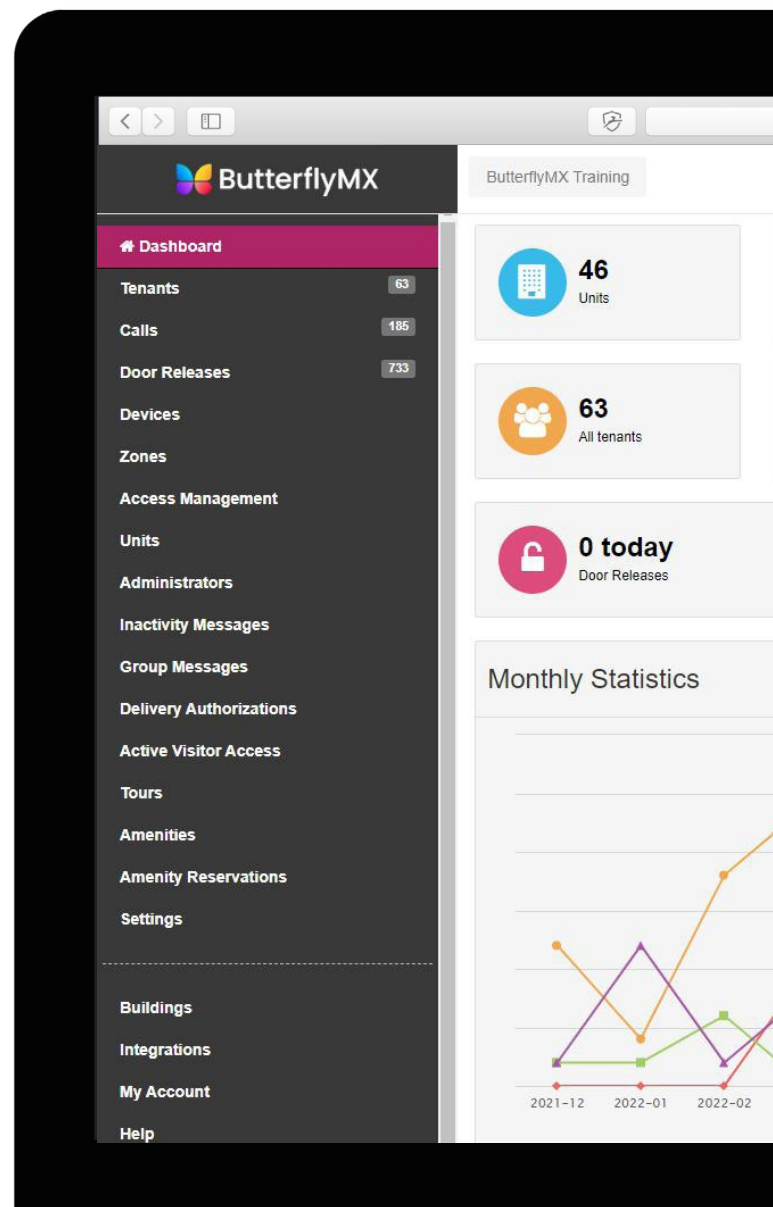 ButterflyMX
ButterflyMX Training
Dashboard
Tenants 63
Calls 185
Door Releases 733
Devices
Zones
Access Management
Units
Administrators
Inactivity Messages
Group Messages
Delivery Authorizations
Active Visitor Access
Tours
Amenities
Amenity Reservations
Settings
Buildings
Integrations
My Account
Help
46
Units
63
All tenants
0 today
Door Releases
Monthly Statistics
2021-12 2022-01 2022-02